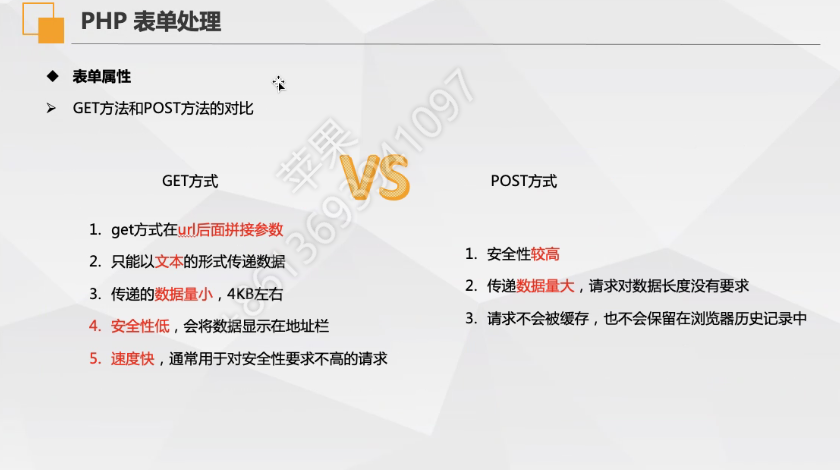 PHP 表单处理
表单属性
GET方法和POST方法的对比
VS
GET方式
1. get方式在url后面拼接参数
2. 只能以文本的形式传递数据
3. 传递的数据量小，4KB左右
4. 安全性低，会将数据显示在地址栏
5. 速度快，通常用于对安全性要求不高的请求
POST方式
1. 安全性较高
2. 传递数据量大，请求对数据长度没有要求
3. 请求不会被缓存，也不会保留在浏览器历史记录中
苹果